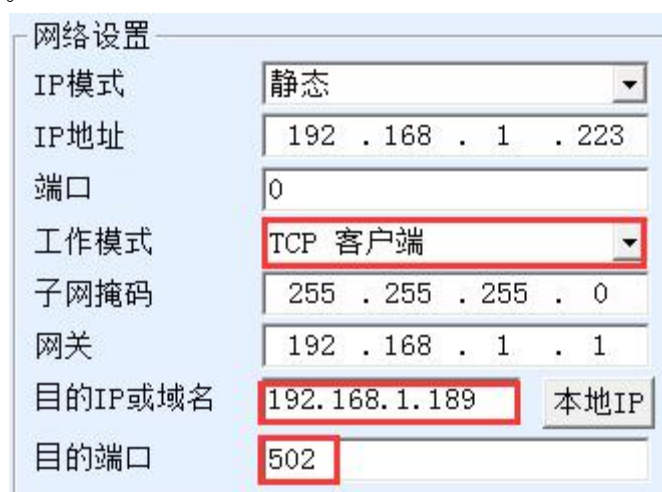 网络设置
IP模式 静态
IP地址 192 . 168 . 1 . 223
端口 0
工作模式 TCP 客户端
子网掩码 255 . 255 . 255 . 0
网关 192 . 168 . 1 . 1
目的IP或域名 192.168.1.189 本地IP
目的端口 502